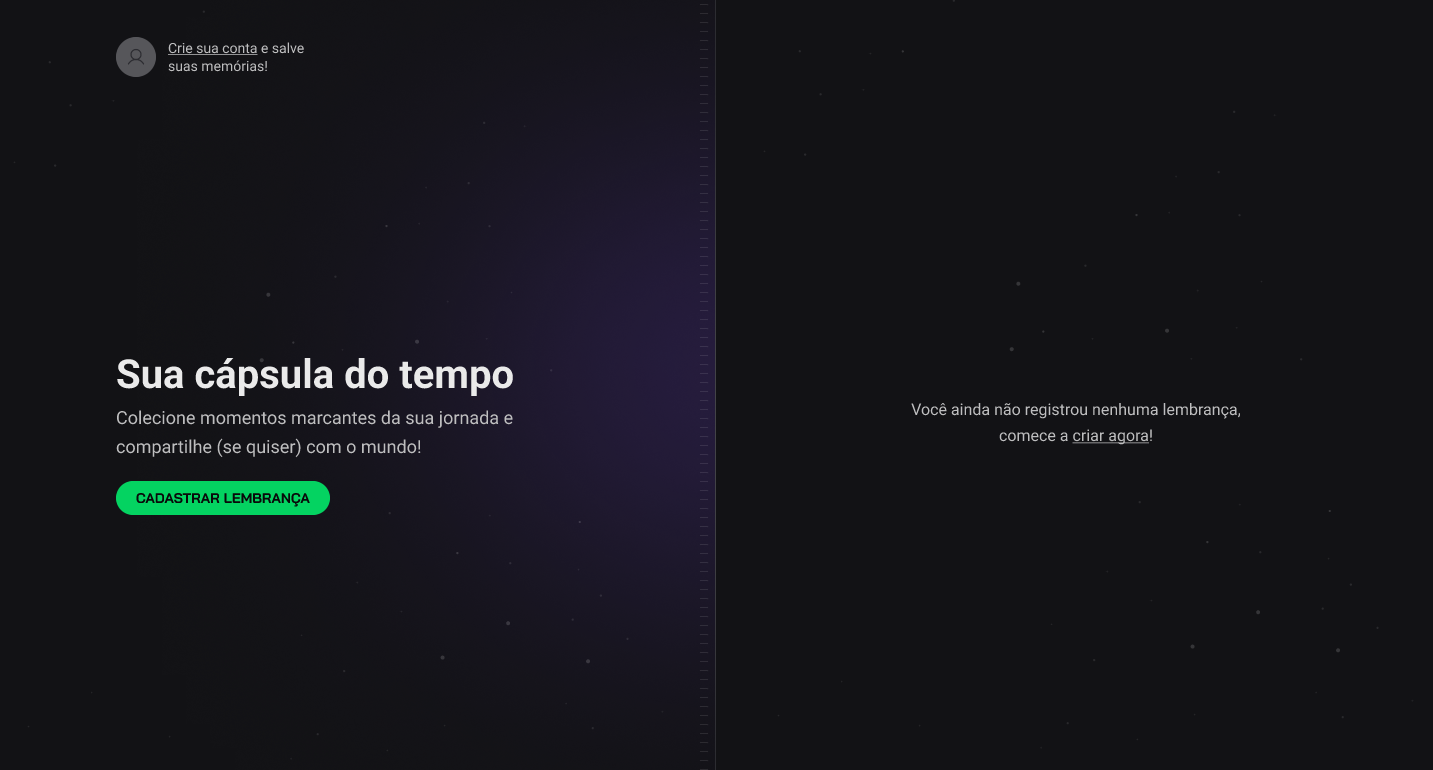 Crie sua conta e salve
suas memórias!
Sua cápsula do tempo
Colecione momentos marcantes da sua jornada e
compartilhe (se quiser) com o mundo!
CADASTRAR LEMBRANÇA
Você ainda não registrou nenhuma lembrança,
comece a criar agora!